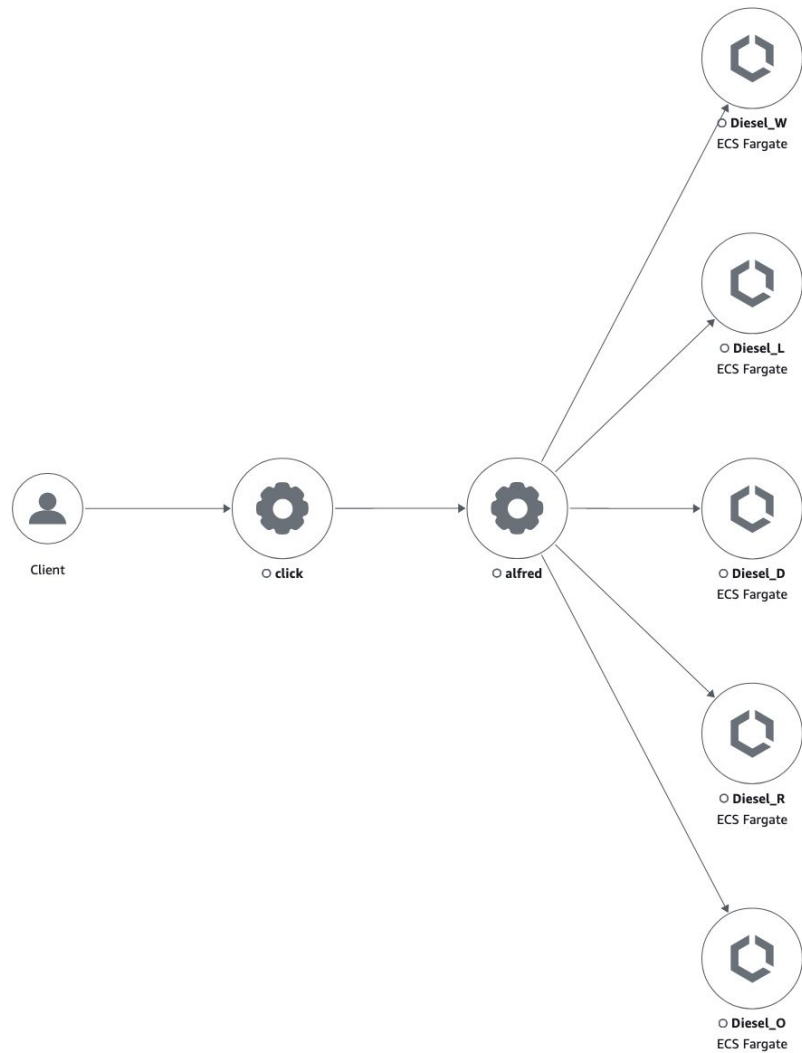 Diesel_W
ECS Fargate
Diesel_L
ECS Fargate
Client
click
alfred
Diesel_D
ECS Fargate
Diesel_R
ECS Fargate
Diesel_O
ECS Fargate